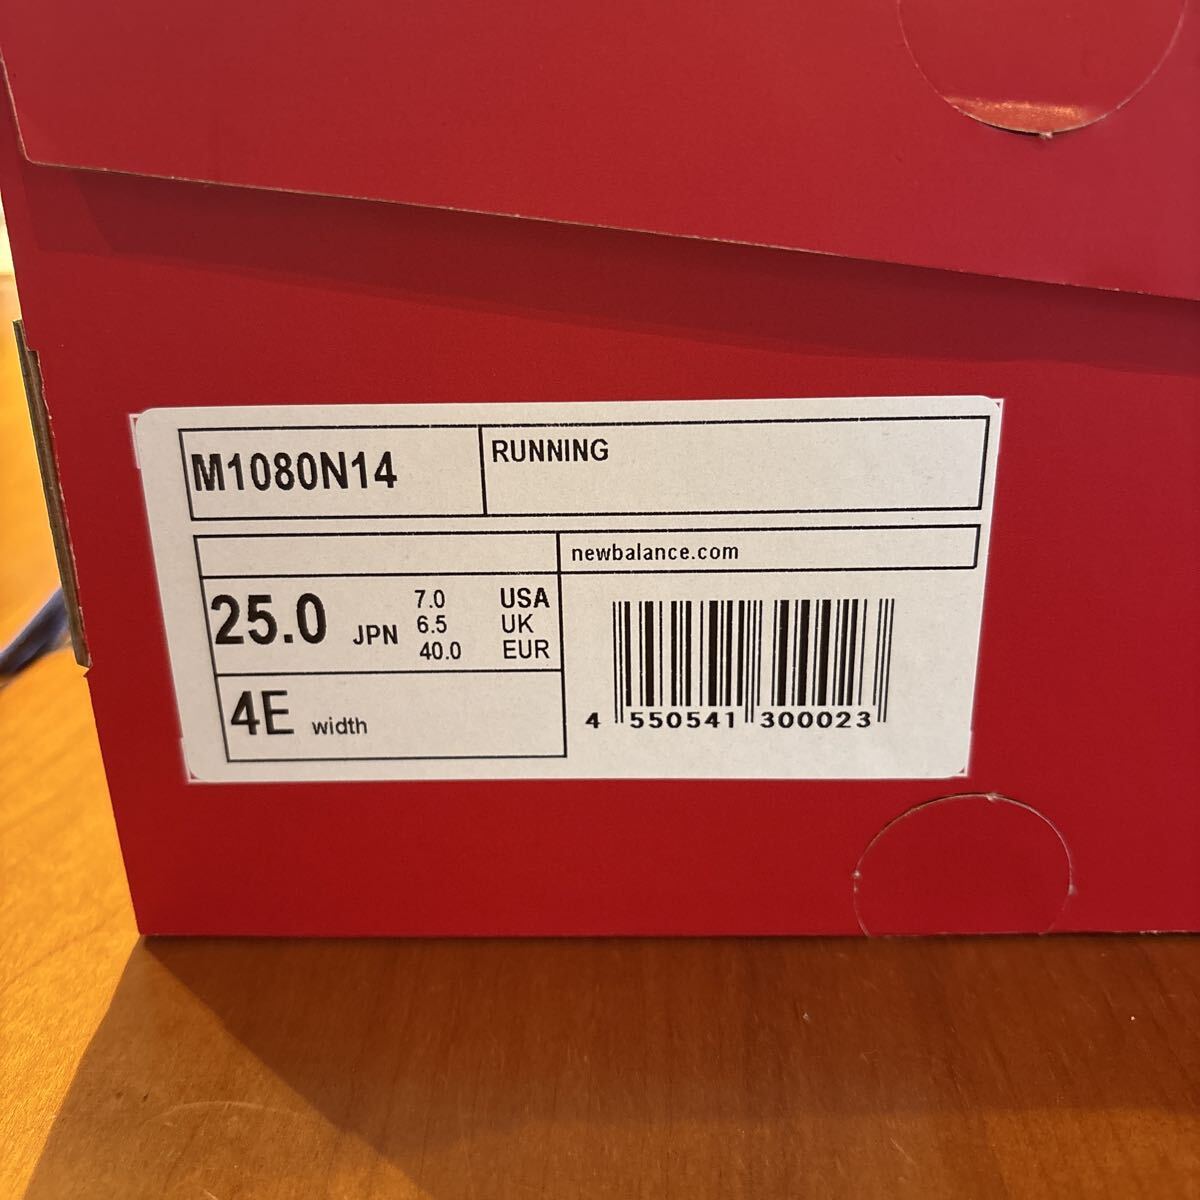 M1080N14
RUNNING
newbalance.com
25.0 JPN
7.0 USA
6.5 UK
40.0 EUR
4E width
4 550541 300023